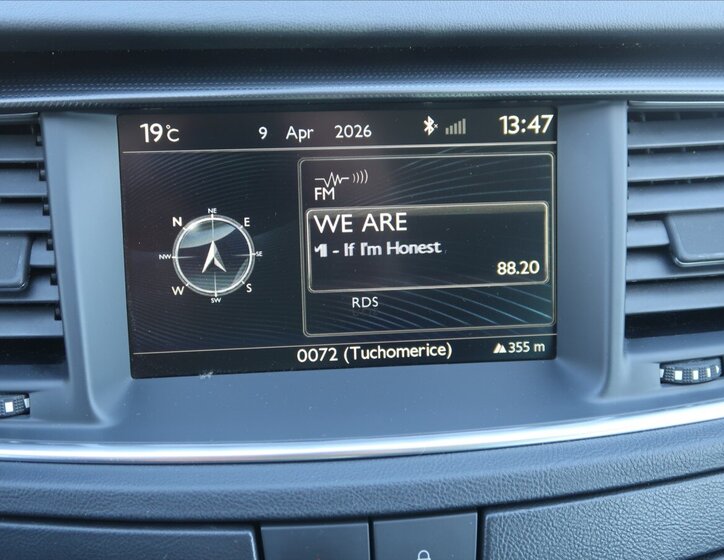 19°C 9 Apr 2026 13:47
FM
WE ARE
- If I'm Honest
88.20
RDS
NE
N E
NW SE
W S
SW
0072 (Tuchomerice) 355 m